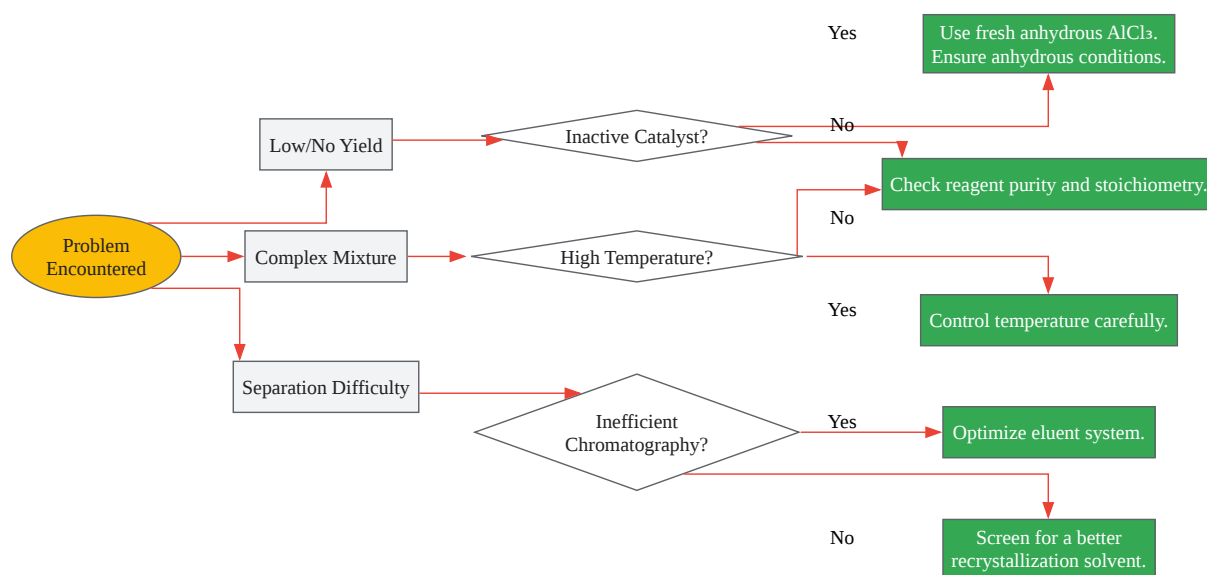 Yes
Use fresh anhydrous AlCl₃.
Ensure anhydrous conditions.
Low/No Yield
Inactive Catalyst?
No
Check reagent purity and stoichiometry.
Problem
Encountered
Complex Mixture
High Temperature?
No
Yes
Control temperature carefully.
Separation Difficulty
Inefficient
Chromatography?
Yes
Optimize eluent system.
No
Screen for a better
recrystallization solvent.